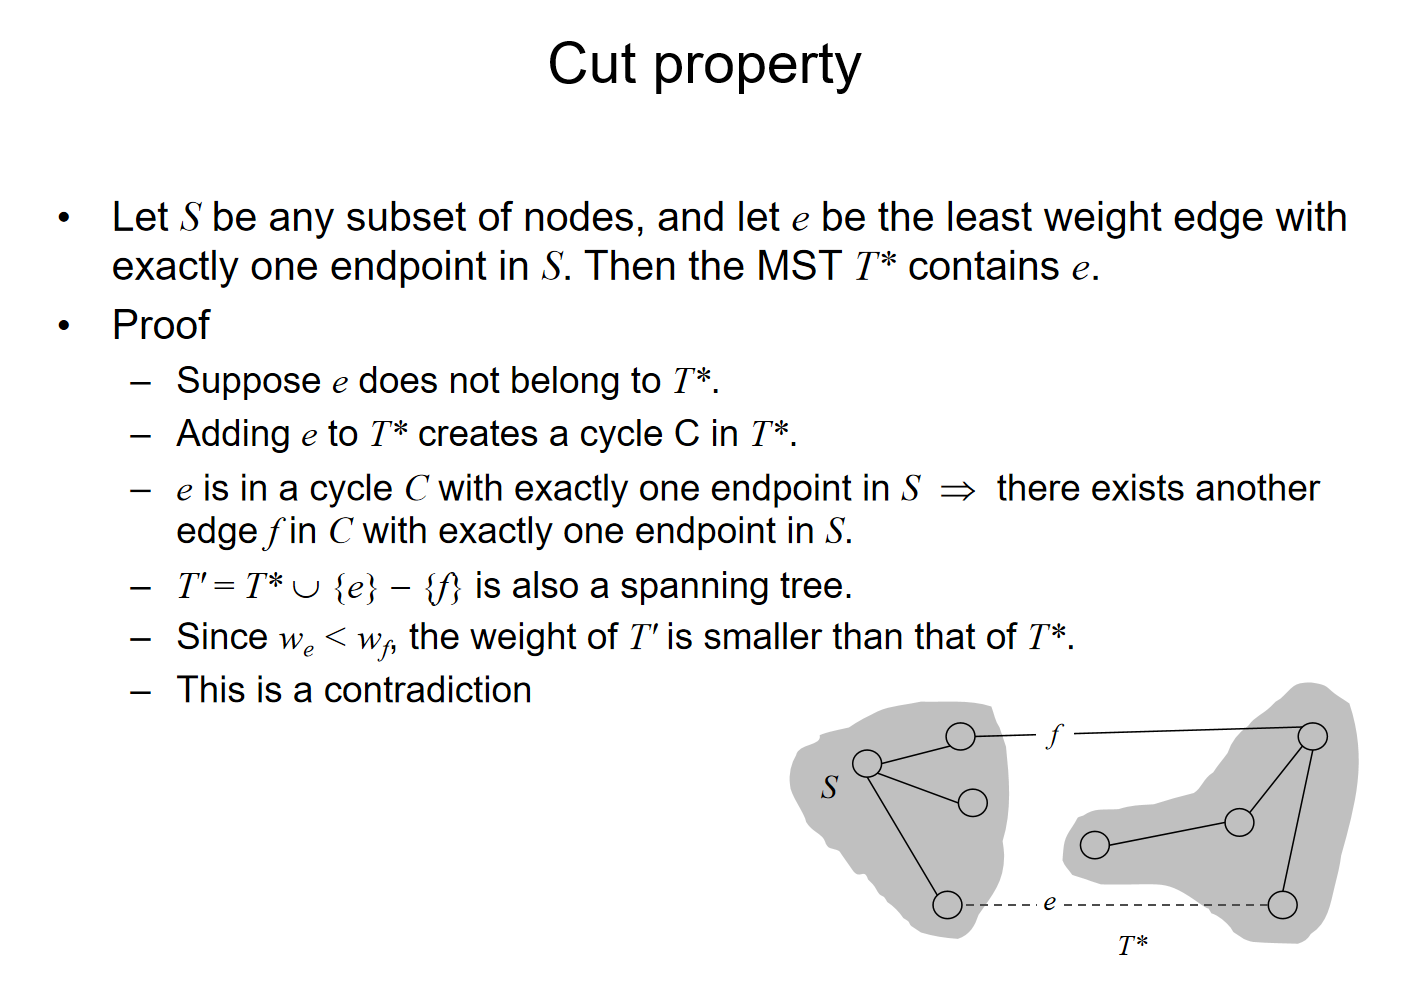 Cut property
• Let S be any subset of nodes, and let e be the least weight edge with
exactly one endpoint in S. Then the MST T* contains e.
• Proof
– Suppose e does not belong to T*.
– Adding e to T* creates a cycle C in T*.
– e is in a cycle C with exactly one endpoint in S ⇒ there exists another
edge f in C with exactly one endpoint in S.
– T' = T* ∪ {e} − {f} is also a spanning tree.
– Since wₑ < w_f, the weight of T' is smaller than that of T*.
– This is a contradiction
f
S
e
T*